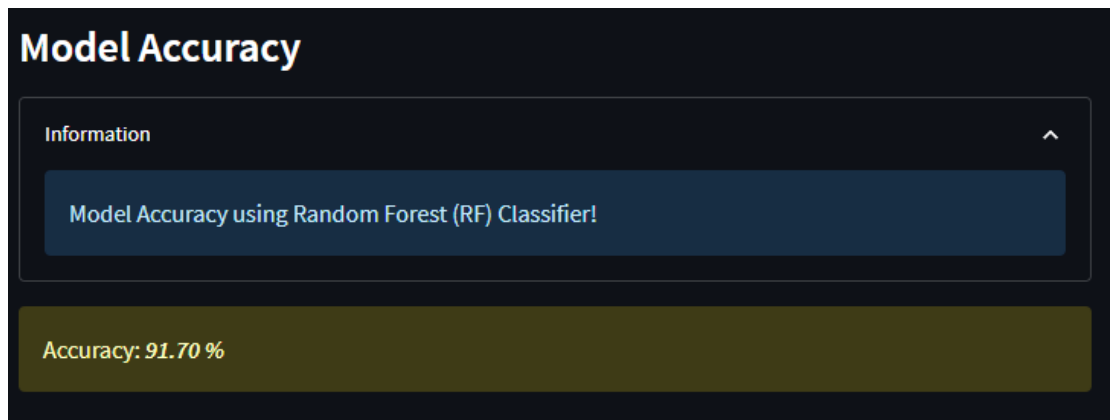 Model Accuracy
Information
Model Accuracy using Random Forest (RF) Classifier!
Accuracy: 91.70 %